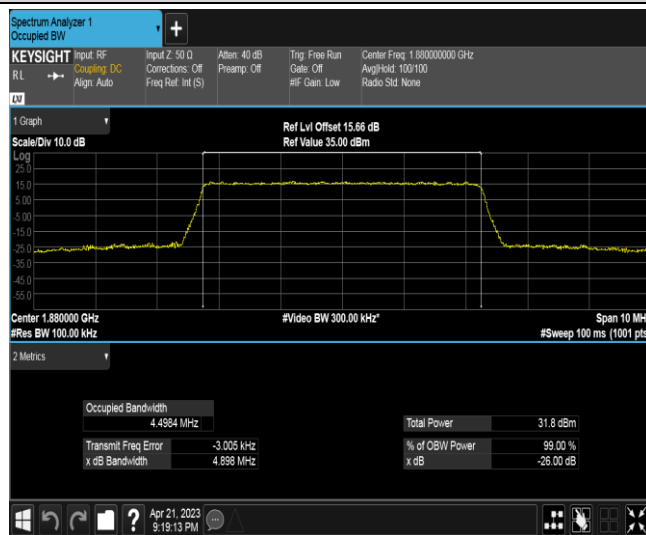 Spectrum Analyzer 1
Occupied BW
+
KEYSIGHT Input: RF Input Z: 50 Ω Atten: 40 dB Trig: Free Run Center Freq: 1.880000000 GHz
RL Coupling: DC Corrections: Off Preamp: Off Gate: Off Avg|Hold: 100/100
Align: Auto Freq Ref: Int (S) #IF Gain: Low Radio Std: None
LXI
1 Graph
Ref Lvl Offset 15.66 dB
Scale/Div 10.0 dB Ref Value 35.00 dBm
Log
25.0
15.0
5.00
-5.00
-15.0
-25.0
-35.0
-45.0
-55.0
Center 1.880000 GHz #Video BW 300.00 kHz* Span 10 MH
#Res BW 100.00 kHz #Sweep 100 ms (1001 pts
2 Metrics
Occupied Bandwidth
4.4984 MHz Total Power 31.8 dBm
Transmit Freq Error -3.005 kHz % of OBW Power 99.00 %
x dB Bandwidth 4.898 MHz x dB -26.00 dB
? Apr 21, 2023
9:19:13 PM